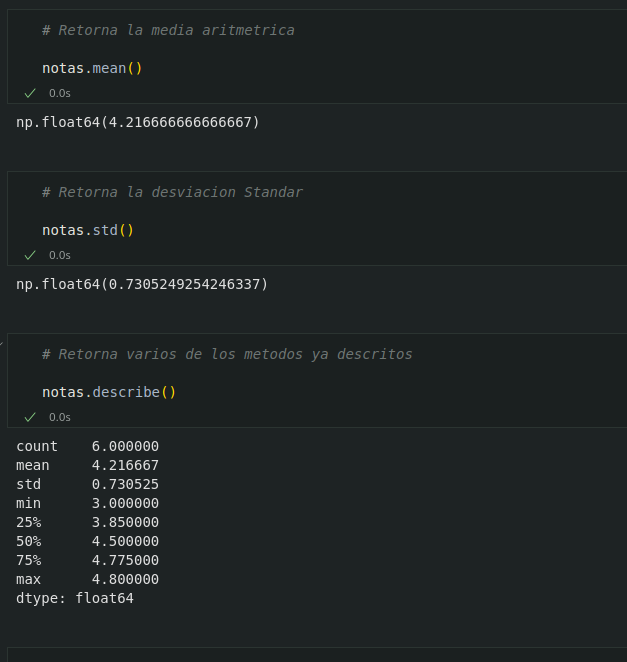 # Retorna la media aritmetrica
notas.mean()
0.0s
np.float64(4.216666666666667)
# Retorna la desviacion Standar
notas.std()
0.0s
np.float64(0.7305249254246337)
# Retorna varios de los metodos ya descritos
notas.describe()
0.0s
count    6.000000
mean     4.216667
std      0.730525
min      3.000000
25%      3.850000
50%      4.500000
75%      4.775000
max      4.800000
dtype: float64